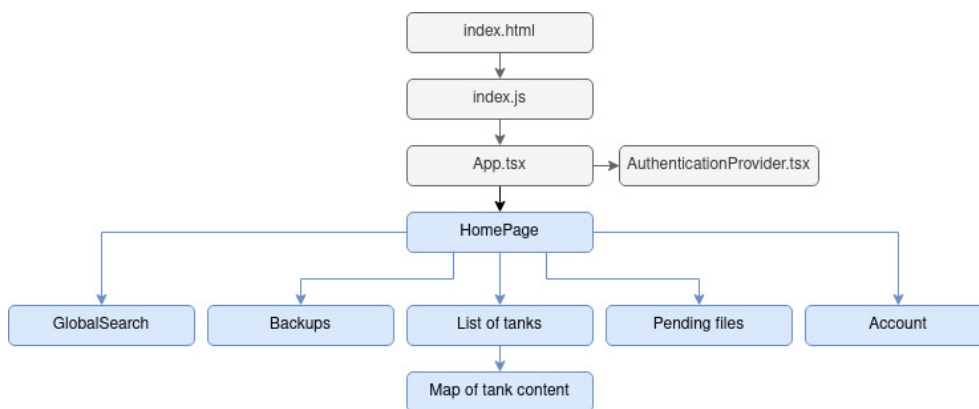 index.html
index.js
App.tsx
AuthenticationProvider.tsx
HomePage
GlobalSearch
Backups
List of tanks
Pending files
Account
Map of tank content